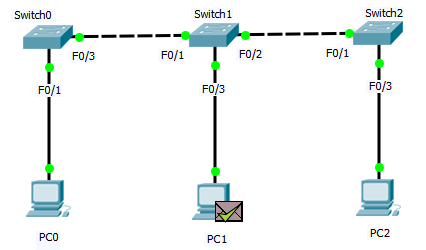 Switch0
Switch1
Switch2
F0/3
F0/1
F0/2
F0/1
F0/1
F0/3
F0/3
PC0
PC1
PC2